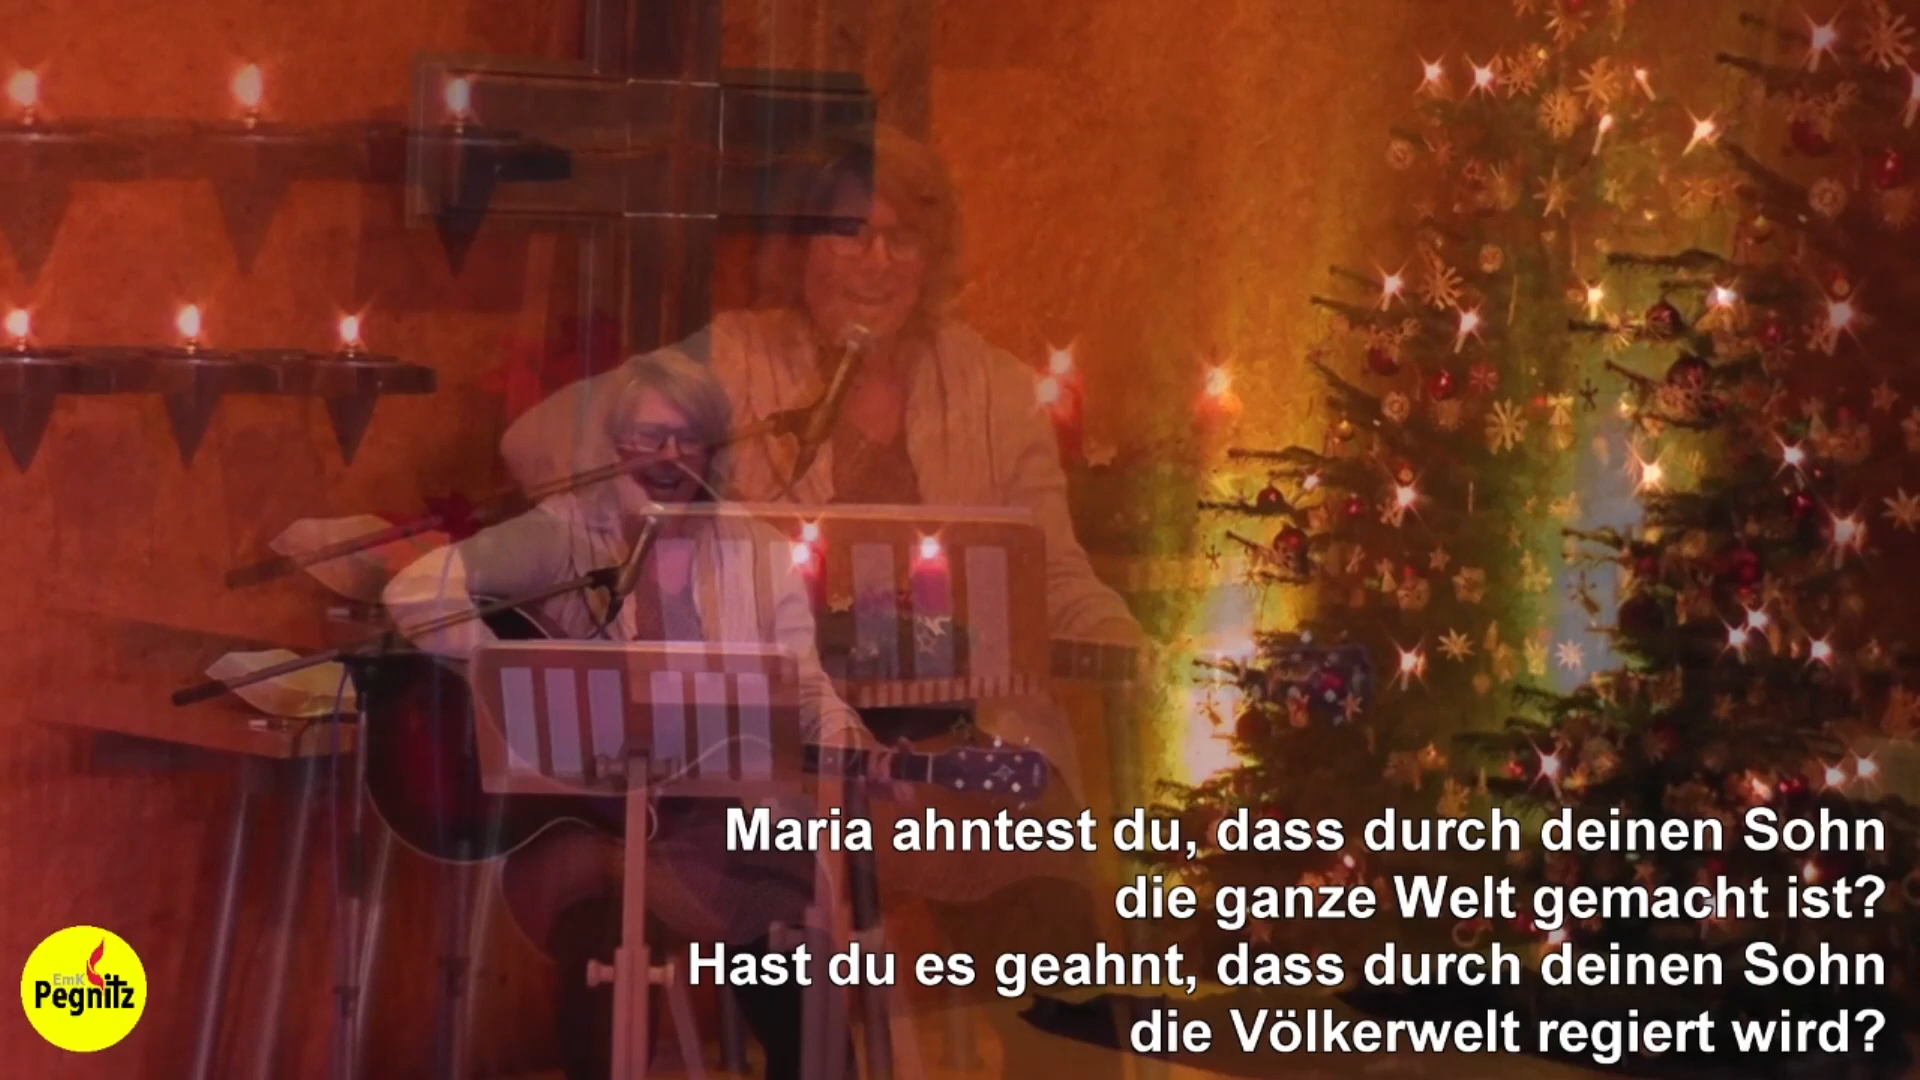 Maria ahntest du, dass durch deinen Sohn
die ganze Welt gemacht ist?
Hast du es geahnt, dass durch deinen Sohn
die Völkerwelt regiert wird?
EmK
Pegnitz